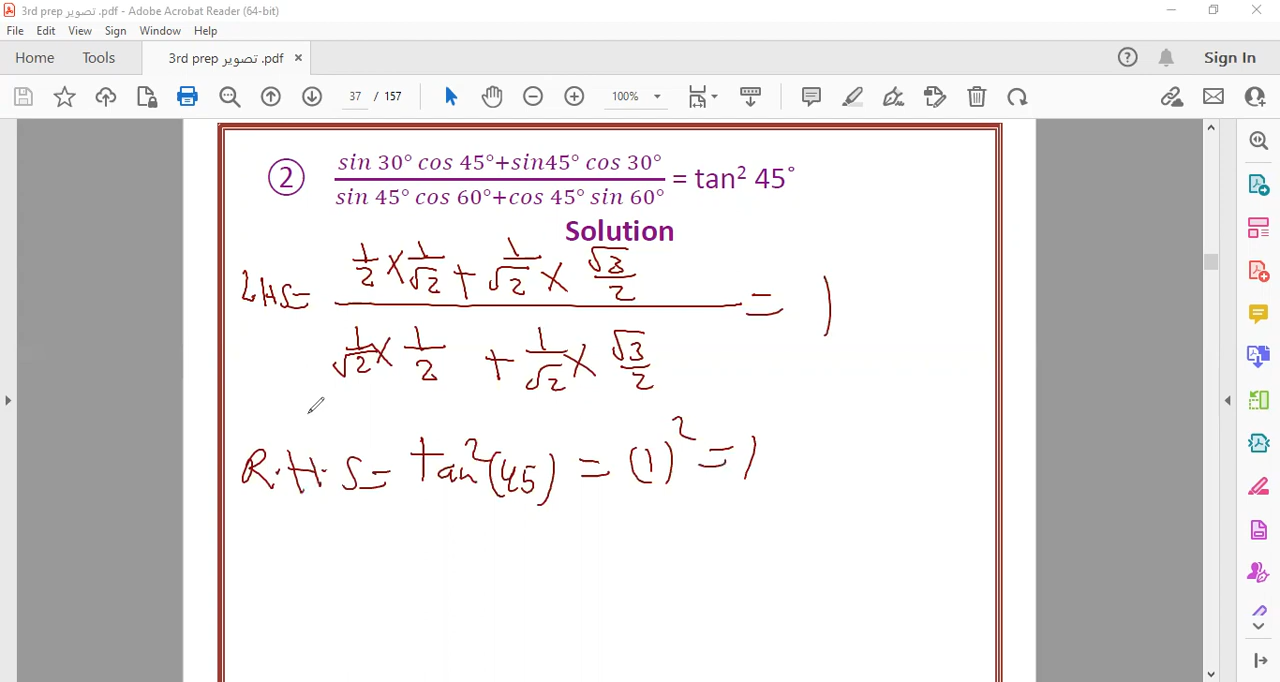 3rd prep تصوير .pdf - Adobe Acrobat Reader (64-bit)
File Edit View Sign Window Help
Home Tools 3rd prep تصوير .pdf × Sign In
37 / 157 100%
② sin 30° cos 45°+sin45° cos 30° / sin 45° cos 60°+cos 45° sin 60° = tan² 45°
Solution
LHS= (1/2 × 1/√2 + 1/√2 × √3/2) / (1/√2 × 1/2 + 1/√2 × √3/2) = 1
R.H.S= tan²(45) = (1)² = 1